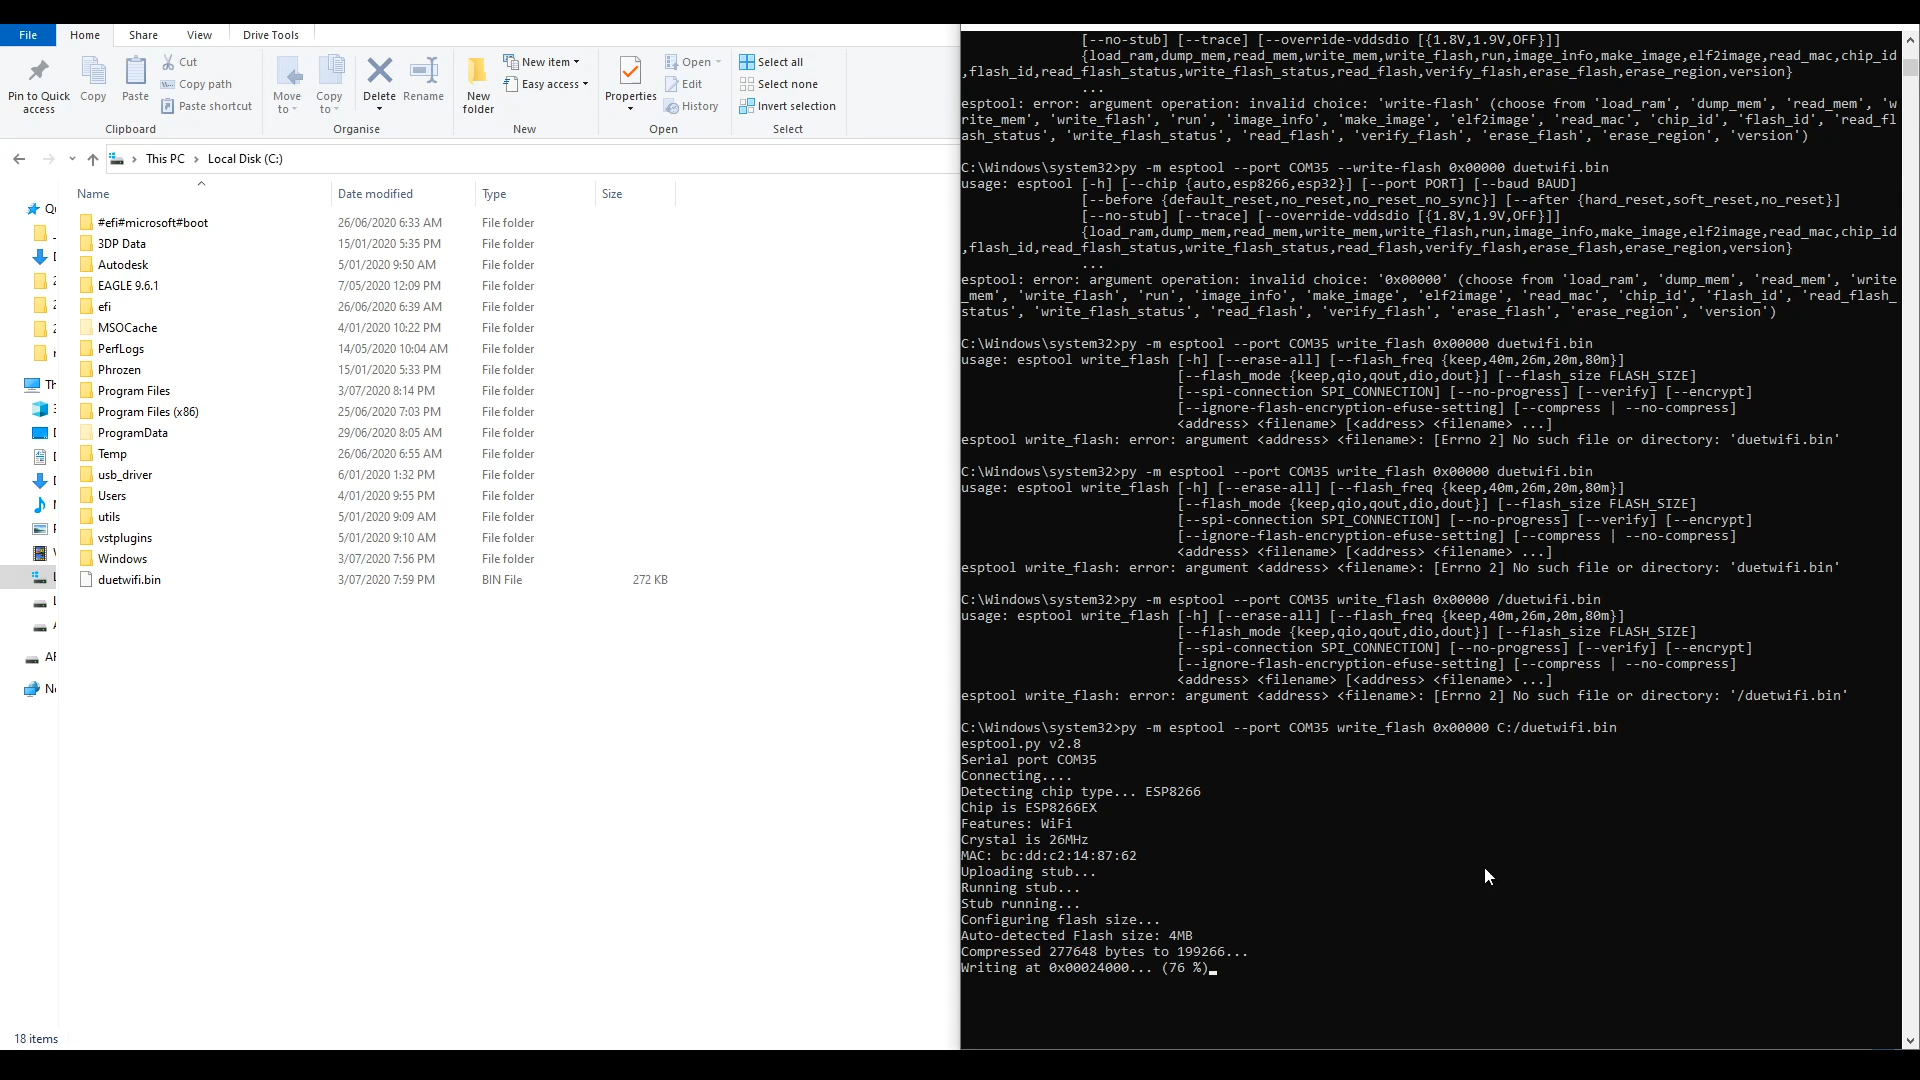 File Home Share View Drive Tools
Pin to Quick access
Copy
Paste
Cut
Copy path
Paste shortcut
Clipboard
Move to
Copy to
Delete
Rename
Organise
New folder
New item
Easy access
New
Properties
Open
Edit
History
Open
Select all
Select none
Invert selection
Select
This PC > Local Disk (C:)
Name Date modified Type Size
#efi#microsoft#boot 26/06/2020 6:33 AM File folder
3DP Data 15/01/2020 5:35 PM File folder
Autodesk 5/01/2020 9:50 AM File folder
EAGLE 9.6.1 7/05/2020 12:09 PM File folder
efi 26/06/2020 6:39 AM File folder
MSOCache 4/01/2020 10:22 PM File folder
PerfLogs 14/05/2020 10:04 AM File folder
Phrozen 15/01/2020 5:33 PM File folder
Program Files 3/07/2020 8:14 PM File folder
Program Files (x86) 25/06/2020 7:03 PM File folder
ProgramData 29/06/2020 8:05 AM File folder
Temp 26/06/2020 6:55 AM File folder
usb_driver 6/01/2020 1:32 PM File folder
Users 4/01/2020 9:55 PM File folder
utils 5/01/2020 9:09 AM File folder
vstplugins 5/01/2020 9:10 AM File folder
Windows 3/07/2020 7:56 PM File folder
duetwifi.bin 3/07/2020 7:59 PM BIN File 272 KB
18 items
[--no-stub] [--trace] [--override-vddsdio [{1.8V,1.9V,OFF}]]
{load_ram,dump_mem,read_mem,write_mem,write_flash,run,image_info,make_image,elf2image,read_mac,chip_id
,flash_id,read_flash_status,write_flash_status,read_flash,verify_flash,erase_flash,erase_region,version}
...
esptool: error: argument operation: invalid choice: 'write-flash' (choose from 'load_ram', 'dump_mem', 'read_mem', 'w
rite_mem', 'write_flash', 'run', 'image_info', 'make_image', 'elf2image', 'read_mac', 'chip_id', 'flash_id', 'read_fl
ash_status', 'write_flash_status', 'read_flash', 'verify_flash', 'erase_flash', 'erase_region', 'version')
C:\Windows\system32>py -m esptool --port COM35 --write-flash 0x00000 duetwifi.bin
usage: esptool [-h] [--chip {auto,esp8266,esp32}] [--port PORT] [--baud BAUD]
[--before {default_reset,no_reset,no_reset_no_sync}] [--after {hard_reset,soft_reset,no_reset}]
[--no-stub] [--trace] [--override-vddsdio [{1.8V,1.9V,OFF}]]
{load_ram,dump_mem,read_mem,write_mem,write_flash,run,image_info,make_image,elf2image,read_mac,chip_id
,flash_id,read_flash_status,write_flash_status,read_flash,verify_flash,erase_flash,erase_region,version}
...
esptool: error: argument operation: invalid choice: '0x00000' (choose from 'load_ram', 'dump_mem', 'read_mem', 'write
_mem', 'write_flash', 'run', 'image_info', 'make_image', 'elf2image', 'read_mac', 'chip_id', 'flash_id', 'read_flash_
status', 'write_flash_status', 'read_flash', 'verify_flash', 'erase_flash', 'erase_region', 'version')
C:\Windows\system32>py -m esptool --port COM35 write_flash 0x00000 duetwifi.bin
usage: esptool write_flash [-h] [--erase-all] [--flash_freq {keep,40m,26m,20m,80m}]
[--flash_mode {keep,qio,qout,dio,dout}] [--flash_size FLASH_SIZE]
[--spi-connection SPI_CONNECTION] [--no-progress] [--verify] [--encrypt]
[--ignore-flash-encryption-efuse-setting] [--compress | --no-compress]
<address> <filename> [<address> <filename> ...]
esptool write_flash: error: argument <address> <filename>: [Errno 2] No such file or directory: 'duetwifi.bin'
C:\Windows\system32>py -m esptool --port COM35 write_flash 0x00000 duetwifi.bin
usage: esptool write_flash [-h] [--erase-all] [--flash_freq {keep,40m,26m,20m,80m}]
[--flash_mode {keep,qio,qout,dio,dout}] [--flash_size FLASH_SIZE]
[--spi-connection SPI_CONNECTION] [--no-progress] [--verify] [--encrypt]
[--ignore-flash-encryption-efuse-setting] [--compress | --no-compress]
<address> <filename> [<address> <filename> ...]
esptool write_flash: error: argument <address> <filename>: [Errno 2] No such file or directory: 'duetwifi.bin'
C:\Windows\system32>py -m esptool --port COM35 write_flash 0x00000 /duetwifi.bin
usage: esptool write_flash [-h] [--erase-all] [--flash_freq {keep,40m,26m,20m,80m}]
[--flash_mode {keep,qio,qout,dio,dout}] [--flash_size FLASH_SIZE]
[--spi-connection SPI_CONNECTION] [--no-progress] [--verify] [--encrypt]
[--ignore-flash-encryption-efuse-setting] [--compress | --no-compress]
<address> <filename> [<address> <filename> ...]
esptool write_flash: error: argument <address> <filename>: [Errno 2] No such file or directory: '/duetwifi.bin'
C:\Windows\system32>py -m esptool --port COM35 write_flash 0x00000 C:/duetwifi.bin
esptool.py v2.8
Serial port COM35
Connecting....
Detecting chip type... ESP8266
Chip is ESP8266EX
Features: WiFi
Crystal is 26MHz
MAC: bc:dd:c2:14:87:62
Uploading stub...
Running stub...
Stub running...
Configuring flash size...
Auto-detected Flash size: 4MB
Compressed 277648 bytes to 199266...
Writing at 0x00024000... (76 %)